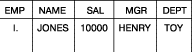 EMP NAME SAL MGR DEPT
I. JONES 10000 HENRY TOY